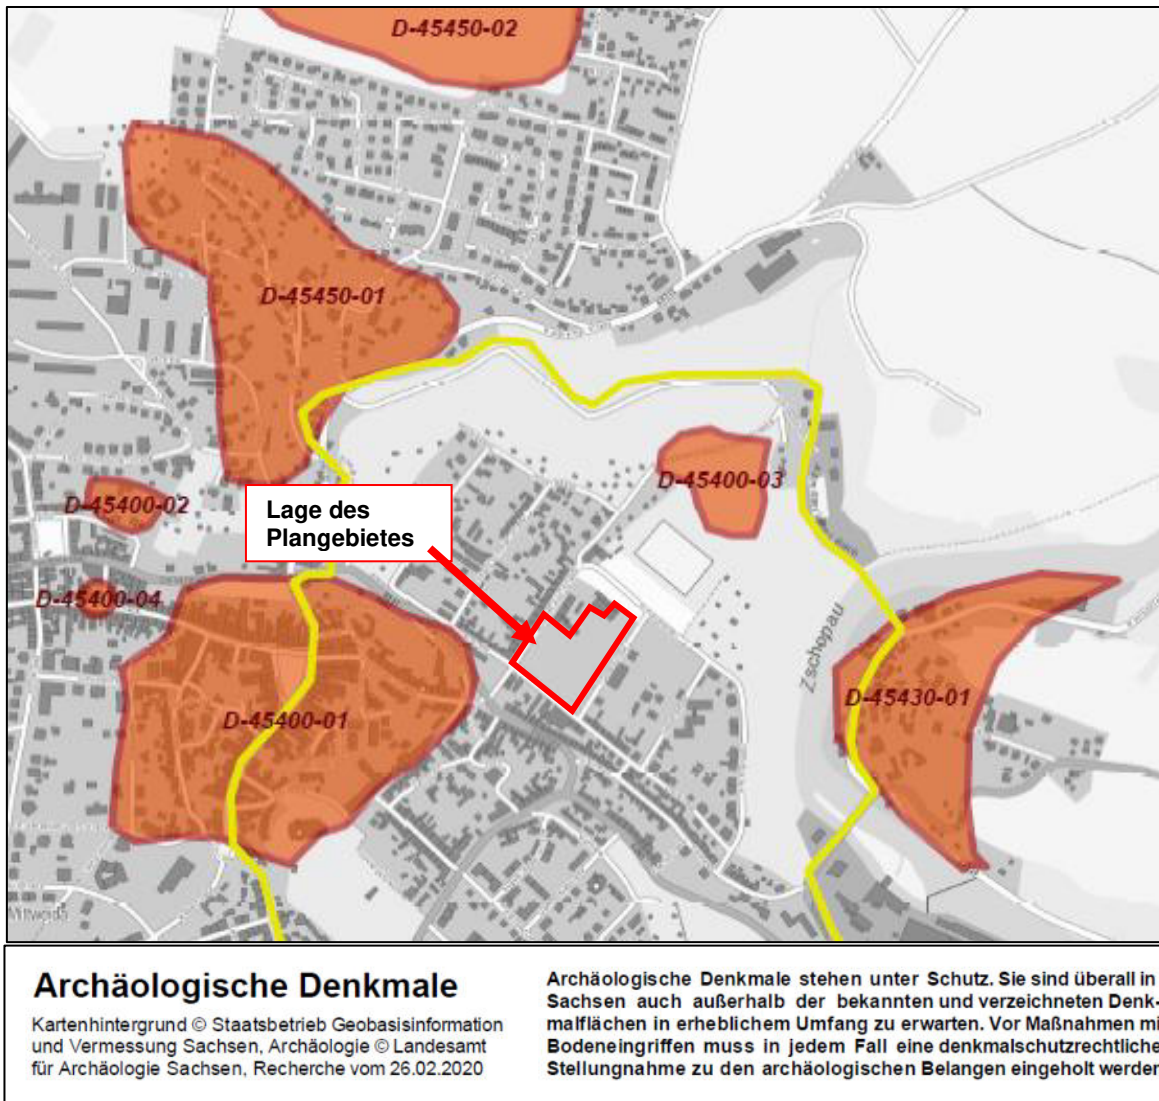 D-45450-02
D-45450-01
D-45400-02
D-45400-03
Lage des
Plangebietes
D-45400-04
Zschopau
D-45400-01
D-45430-01
Mittweida
Archäologische Denkmale
Kartenhintergrund © Staatsbetrieb Geobasisinformation
und Vermessung Sachsen, Archäologie © Landesamt
für Archäologie Sachsen, Recherche vom 26.02.2020
Archäologische Denkmale stehen unter Schutz. Sie sind überall in
Sachsen auch außerhalb der bekannten und verzeichneten Denk-
malflächen in erheblichem Umfang zu erwarten. Vor Maßnahmen mi
Bodeneingriffen muss in jedem Fall eine denkmalschutzrechtliche
Stellungnahme zu den archäologischen Belangen eingeholt werden